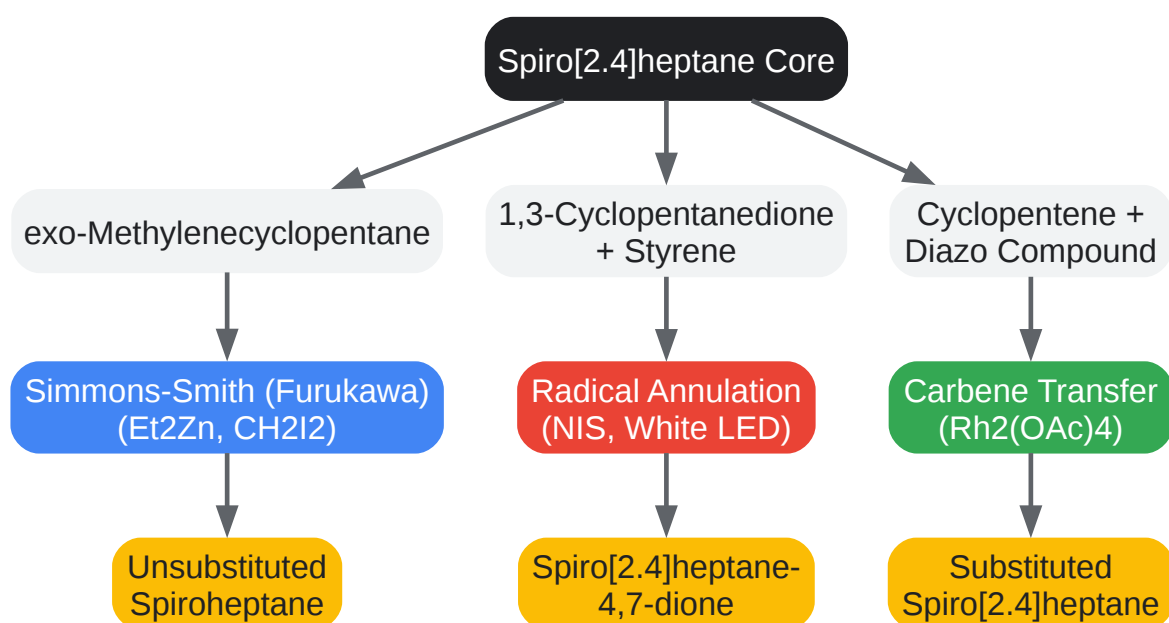 Spiro[2.4]heptane Core
exo-Methylenecyclopentane
1,3-Cyclopentanedione
+ Styrene
Cyclopentene +
Diazo Compound
Simmons-Smith (Furukawa)
(Et2Zn, CH2I2)
Radical Annulation
(NIS, White LED)
Carbene Transfer
(Rh2(OAc)4)
Unsubstituted
Spiroheptane
Spiro[2.4]heptane-
4,7-dione
Substituted
Spiro[2.4]heptane